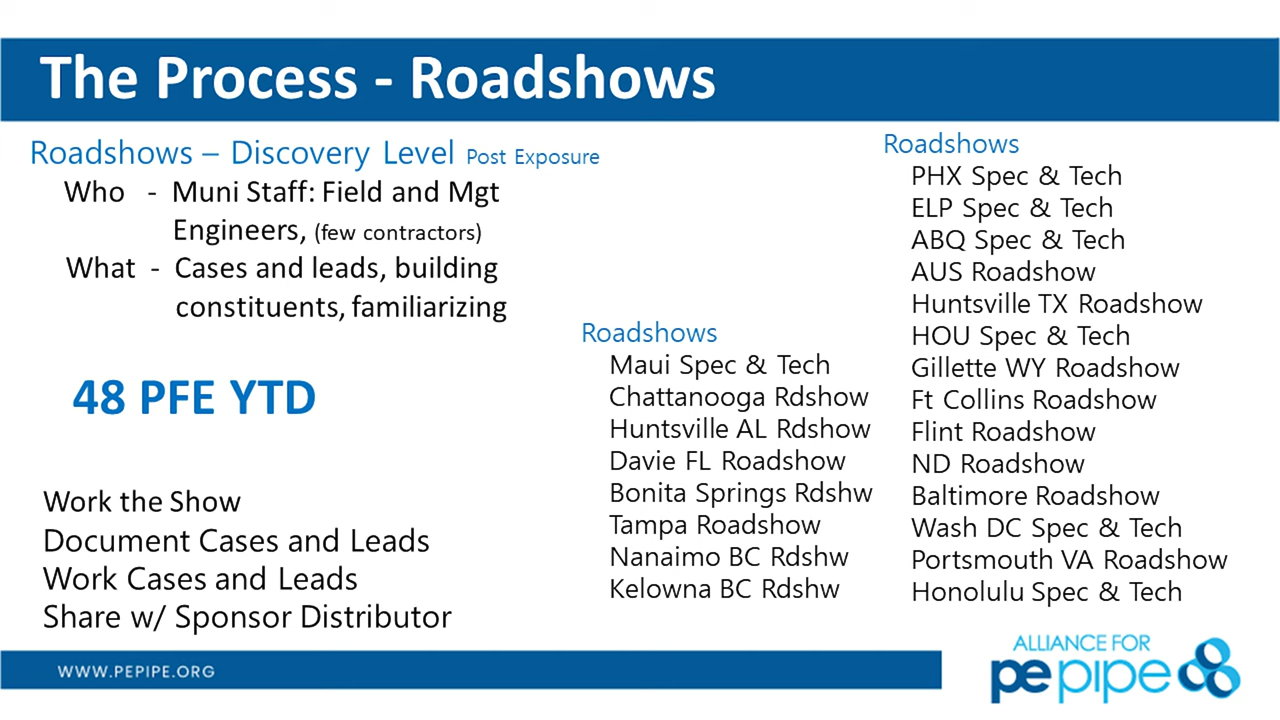 The Process - Roadshows
Roadshows – Discovery Level Post Exposure
Who - Muni Staff: Field and Mgt
Engineers, (few contractors)
What - Cases and leads, building
constituents, familiarizing
48 PFE YTD
Work the Show
Document Cases and Leads
Work Cases and Leads
Share w/ Sponsor Distributor
Roadshows
Maui Spec & Tech
Chattanooga Rdshow
Huntsville AL Rdshow
Davie FL Roadshow
Bonita Springs Rdshw
Tampa Roadshow
Nanaimo BC Rdshw
Kelowna BC Rdshw
Roadshows
PHX Spec & Tech
ELP Spec & Tech
ABQ Spec & Tech
AUS Roadshow
Huntsville TX Roadshow
HOU Spec & Tech
Gillette WY Roadshow
Ft Collins Roadshow
Flint Roadshow
ND Roadshow
Baltimore Roadshow
Wash DC Spec & Tech
Portsmouth VA Roadshow
Honolulu Spec & Tech
WWW.PEPIPE.ORG
ALLIANCE FOR
pepipe